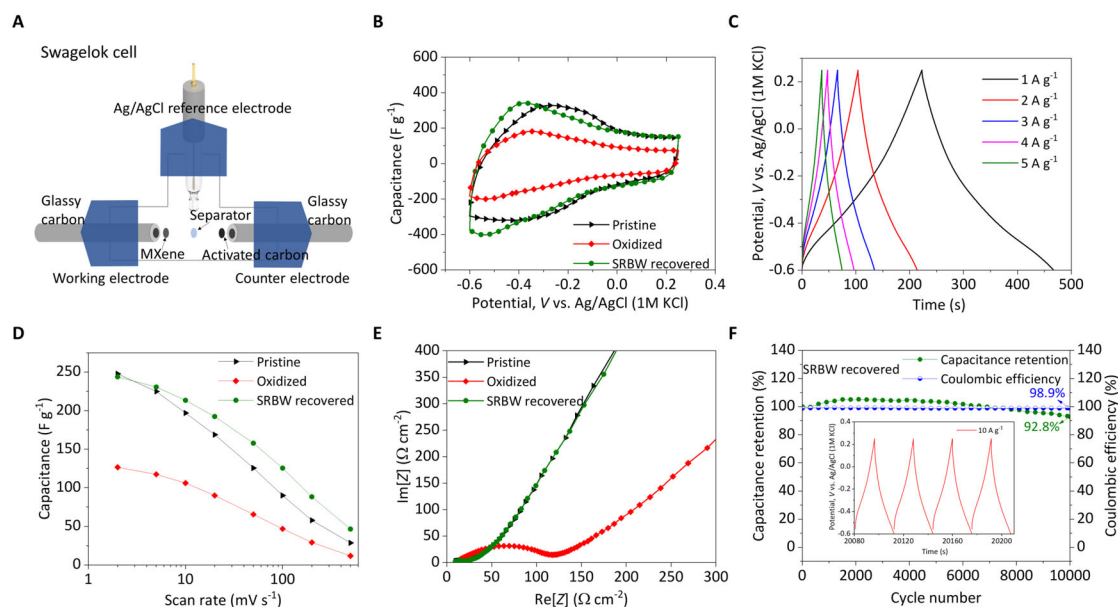 A
Swagelok cell
Ag/AgCl reference electrode
Glassy carbon
Separator
Glassy carbon
MXene
Activated carbon
Working electrode
Counter electrode
B
Capacitance (F g⁻¹)
600
400
200
0
-200
-400
-600
Pristine
Oxidized
SRBW recovered
-0.6 -0.4 -0.2 0.0 0.2 0.4
Potential, V vs. Ag/AgCl (1M KCl)
C
Potential, V vs. Ag/AgCl (1M KCl)
0.2
0.0
-0.2
-0.4
-0.6
1 A g⁻¹
2 A g⁻¹
3 A g⁻¹
4 A g⁻¹
5 A g⁻¹
0 100 200 300 400 500
Time (s)
D
Capacitance (F g⁻¹)
250
200
150
100
50
0
Pristine
Oxidized
SRBW recovered
1 10 100
Scan rate (mV s⁻¹)
E
Im[Z] (Ω cm⁻²)
400
350
300
250
200
150
100
50
0
Pristine
Oxidized
SRBW recovered
0 50 100 150 200 250 300
Re[Z] (Ω cm⁻²)
F
Capacitance retention (%)
140
120
100
80
60
40
20
0
SRBW recovered
Capacitance retention
Coulombic efficiency
98.9%
92.8%
Potential, V vs. Ag/AgCl (1M KCl)
0.4
0.2
0.0
-0.2
-0.4
-0.6
10 A g⁻¹
20080 20120 20160 20200
Time (s)
140
120
100
80
60
40
20
0
Coulombic efficiency (%)
0 2000 4000 6000 8000 10000
Cycle number